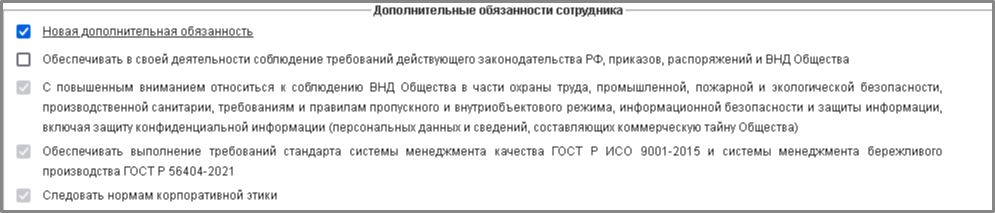 Дополнительные обязанности сотрудника
Новая дополнительная обязанность
Обеспечивать в своей деятельности соблюдение требований действующего законодательства РФ, приказов, распоряжений и ВНД Общества
С повышенным вниманием относиться к соблюдению ВНД Общества в части охраны труда, промышленной, пожарной и экологической безопасности,
производственной санитарии, требованиям и правилам пропускного и внутриобъектового режима, информационной безопасности и защиты информации,
включая защиту конфиденциальной информации (персональных данных и сведений, составляющих коммерческую тайну Общества)
Обеспечивать выполнение требований стандарта системы менеджмента качества ГОСТ Р ИСО 9001-2015 и системы менеджмента бережливого
производства ГОСТ Р 56404-2021
Следовать нормам корпоративной этики